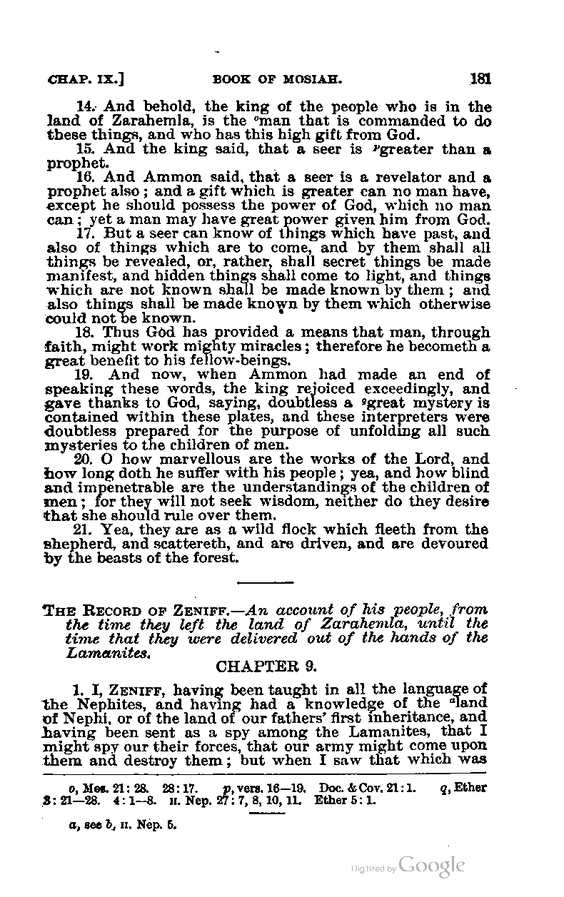 CHAP. IX.] BOOK OF MOSIAH. 181
14. And behold, the king of the people who is in the
land of Zarahemla, is the ᵒman that is commanded to do
these things, and who has this high gift from God.
15. And the king said, that a seer is ᵖgreater than a
prophet.
16. And Ammon said, that a seer is a revelator and a
prophet also; and a gift which is greater can no man have,
except he should possess the power of God, which no man
can; yet a man may have great power given him from God.
17. But a seer can know of things which have past, and
also of things which are to come, and by them shall all
things be revealed, or, rather, shall secret things be made
manifest, and hidden things shall come to light, and things
which are not known shall be made known by them; and
also things shall be made known by them which otherwise
could not be known.
18. Thus God has provided a means that man, through
faith, might work mighty miracles; therefore he becometh a
great benefit to his fellow-beings.
19. And now, when Ammon had made an end of
speaking these words, the king rejoiced exceedingly, and
gave thanks to God, saying, doubtless a ᑫgreat mystery is
contained within these plates, and these interpreters were
doubtless prepared for the purpose of unfolding all such
mysteries to the children of men.
20. O how marvellous are the works of the Lord, and
how long doth he suffer with his people; yea, and how blind
and impenetrable are the understandings of the children of
men; for they will not seek wisdom, neither do they desire
that she should rule over them.
21. Yea, they are as a wild flock which fleeth from the
shepherd, and scattereth, and are driven, and are devoured
by the beasts of the forest.
THE RECORD OF ZENIFF.—An account of his people, from
the time they left the land of Zarahemla, until the
time that they were delivered out of the hands of the
Lamanites.
CHAPTER 9.
1. I, ZENIFF, having been taught in all the language of
the Nephites, and having had a knowledge of the ᵃland
of Nephi, or of the land of our fathers' first inheritance, and
having been sent as a spy among the Lamanites, that I
might spy our their forces, that our army might come upon
them and destroy them; but when I saw that which was
o, Mos. 21: 28. 28: 17. p, vers. 16—19. Doc. & Cov. 21: 1. q, Ether
3: 21—28. 4: 1—8. II. Nep. 27: 7, 8, 10, 11. Ether 5: 1.
a, see b, II. Nep. 5.
Digitized by Google